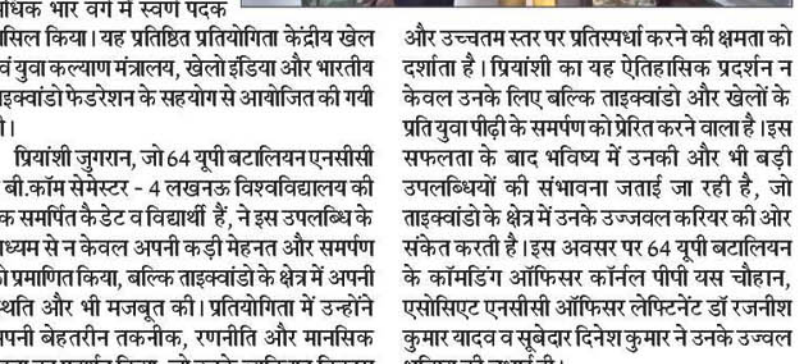 धिक भार वर्ग में स्वर्ण पदक
सिल किया। यह प्रतिष्ठित प्रतियोगिता केंद्रीय खेल
वं युवा कल्याण मंत्रालय, खेलो इंडिया और भारतीय
इक्वांडो फेडरेशन के सहयोग से आयोजित की गयी
ी।
प्रियांशी जुगरान, जो 64 यूपी बटालियन एनसीसी
बी.कॉम सेमेस्टर - 4 लखनऊ विश्वविद्यालय की
क समर्पित कैडेट व विद्यार्थी हैं, ने इस उपलब्धि के
ध्यम से न केवल अपनी कड़ी मेहनत और समर्पण
ो प्रमाणित किया, बल्कि ताइक्वांडो के क्षेत्र में अपनी
थति और भी मजबूत की। प्रतियोगिता में उन्होंने
पनी बेहतरीन तकनीक, रणनीति और मानसिक
और उच्चतम स्तर पर प्रतिस्पर्धा करने की क्षमता को
दर्शाता है। प्रियांशी का यह ऐतिहासिक प्रदर्शन न
केवल उनके लिए बल्कि ताइक्वांडो और खेलों के
प्रति युवा पीढ़ी के समर्पण को प्रेरित करने वाला है।इस
सफलता के बाद भविष्य में उनकी और भी बड़ी
उपलब्धियों की संभावना जताई जा रही है, जो
ताइक्वांडो के क्षेत्र में उनके उज्जवल करियर की ओर
संकेत करती है।इस अवसर पर 64 यूपी बटालियन
के कॉमडिंग ऑफिसर कॉर्नल पीपी यस चौहान,
एसोसिएट एनसीसी ऑफिसर लेफ्टिनेंट डॉ रजनीश
कुमार यादव व सूबेदार दिनेश कुमार ने उनके उज्वल